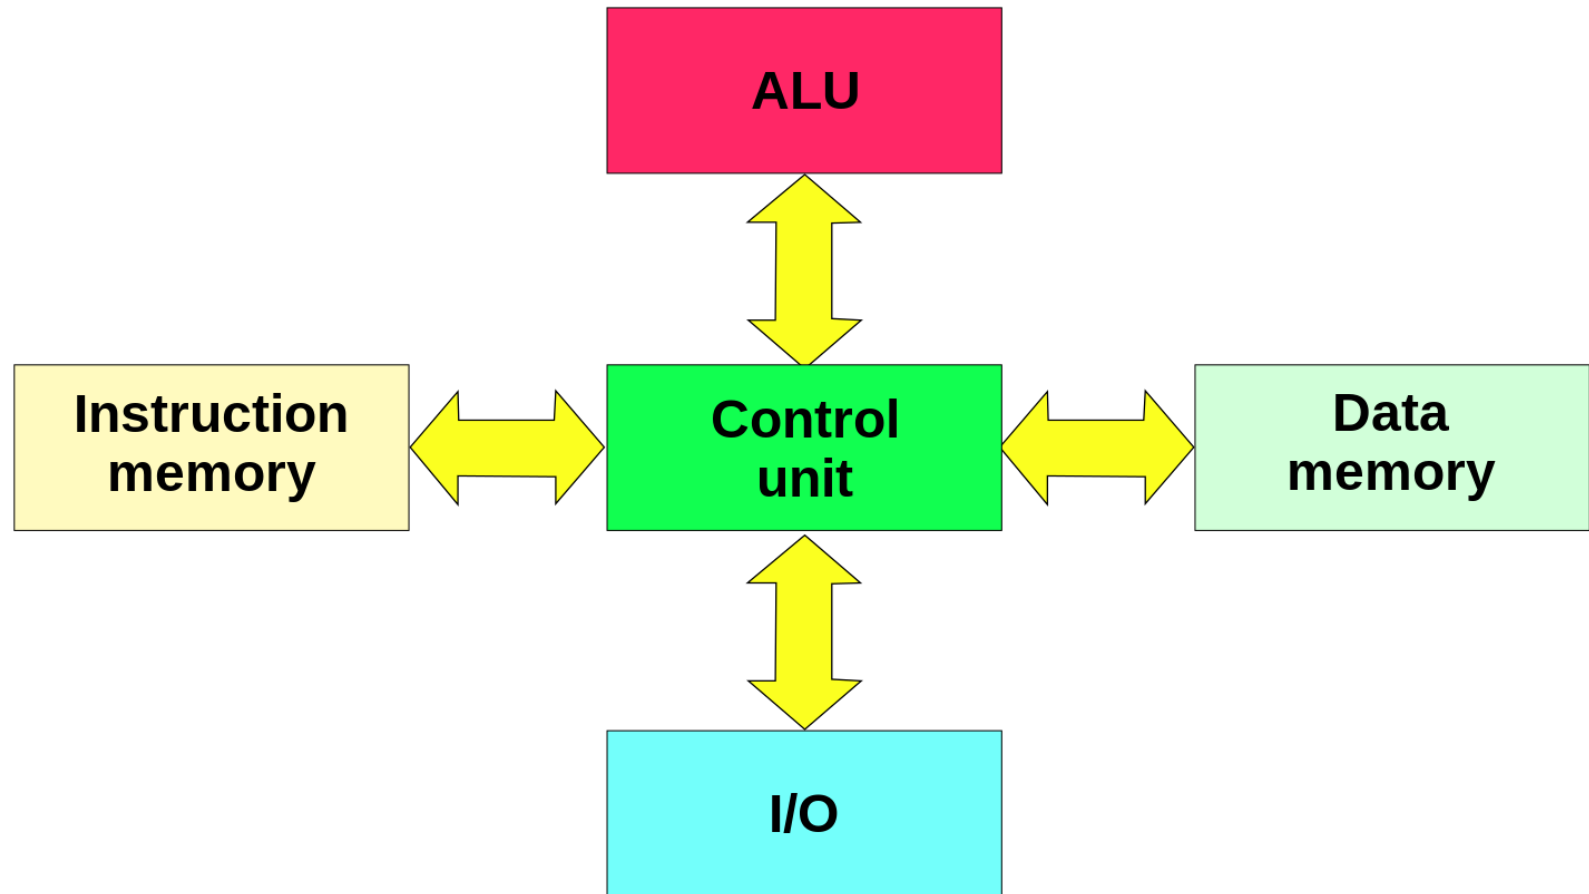 ALU
Instruction
memory
Control
unit
Data
memory
I/O